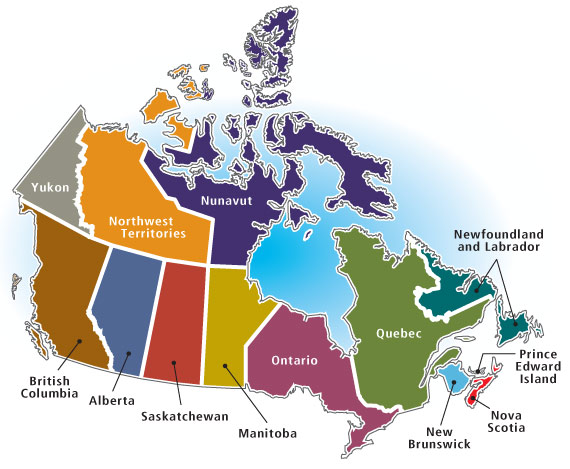 Yukon
Northwest
Territories
Nunavut
Newfoundland
and Labrador
Quebec
Ontario
Prince
Edward
Island
British
Columbia
Alberta
Saskatchewan
Manitoba
New
Brunswick
Nova
Scotia